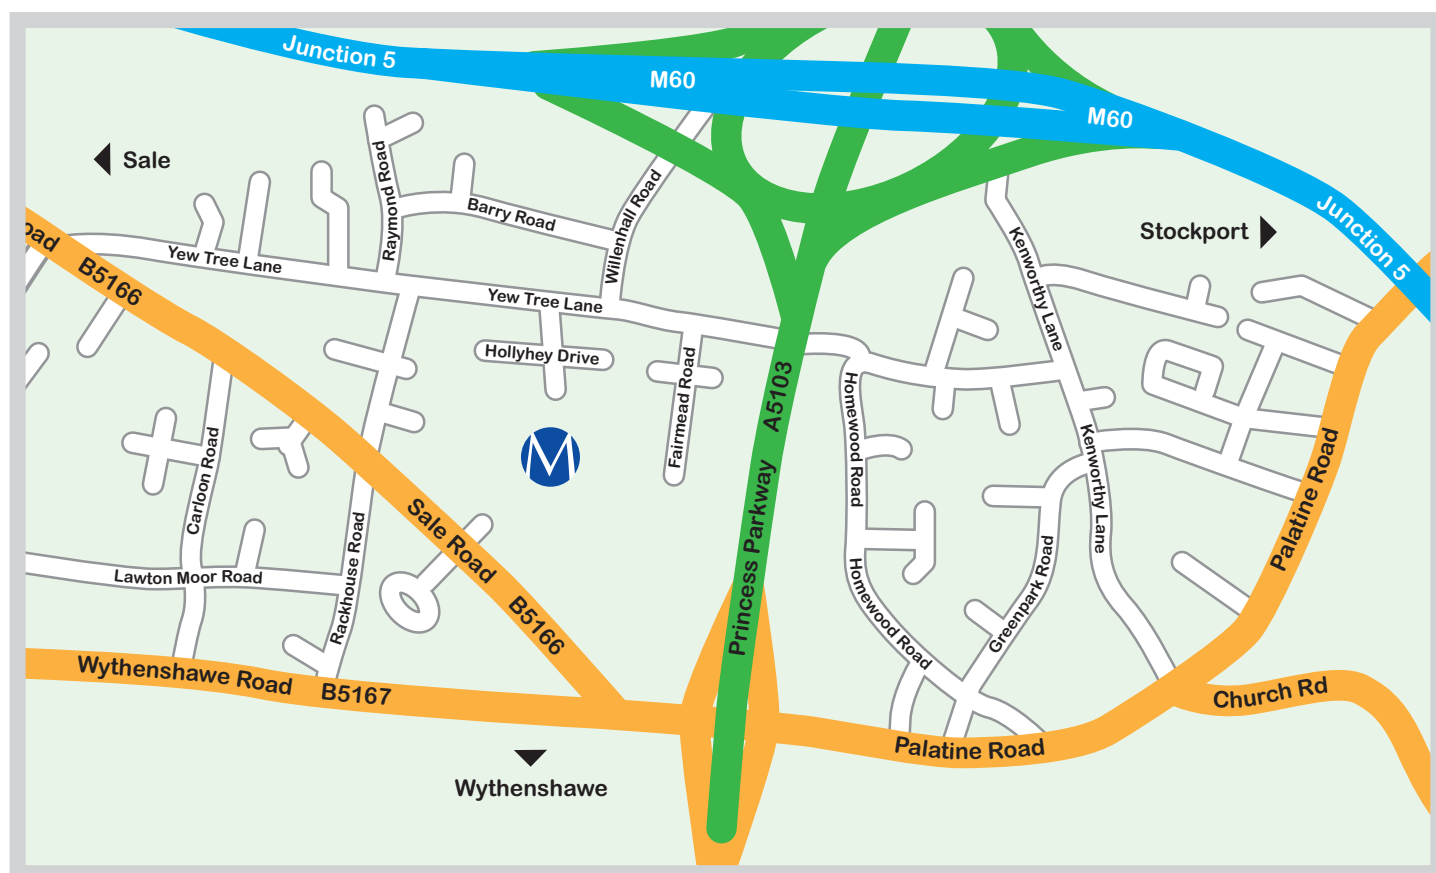 Junction 5
M60
M60
Sale
Raymond Road
Barry Road
Willenhall Road
Junction 5
Stockport
oad
B5166
Yew Tree Lane
Yew Tree Lane
Kenworthy Lane
Hollyhey Drive
Fairmead Road
A5103
Homewood Road
M
Carloon Road
Kenworthy Lane
Palatine Road
Sale Road
Princess Parkway
Lawton Moor Road
Rackhouse Road
Greenpark Road
B5166
Homewood Road
Wythenshawe Road
B5167
Church Rd
Palatine Road
Wythenshawe